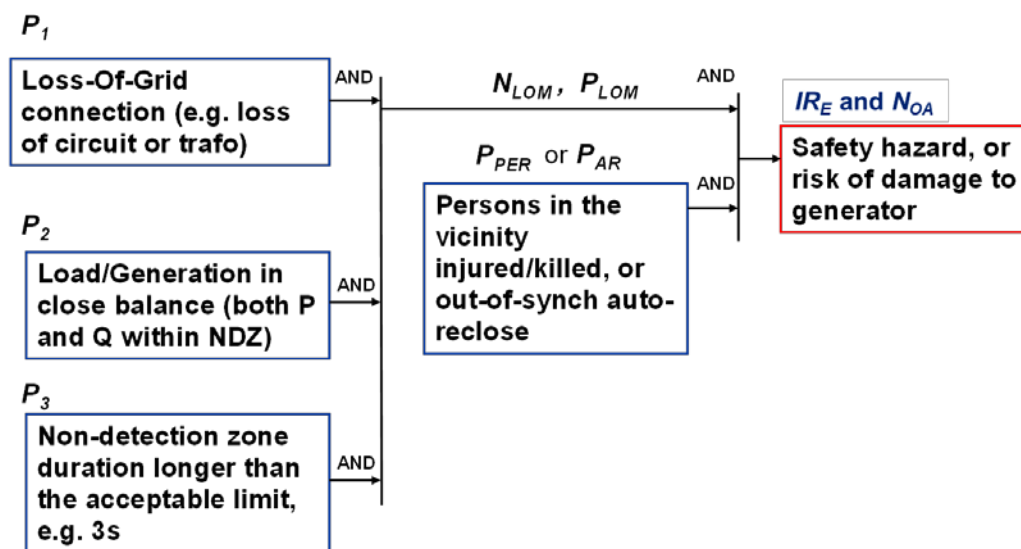 P1
Loss-Of-Grid
connection (e.g. loss
of circuit or trafo)
AND
P2
Load/Generation in
close balance (both P
and Q within NDZ)
AND
P3
Non-detection zone
duration longer than
the acceptable limit,
e.g. 3s
AND
NLOM, PLOM
AND
PPER or PAR
Persons in the
vicinity
injured/killed, or
out-of-synch auto-
reclose
AND
IRE and NOA
Safety hazard, or
risk of damage to
generator